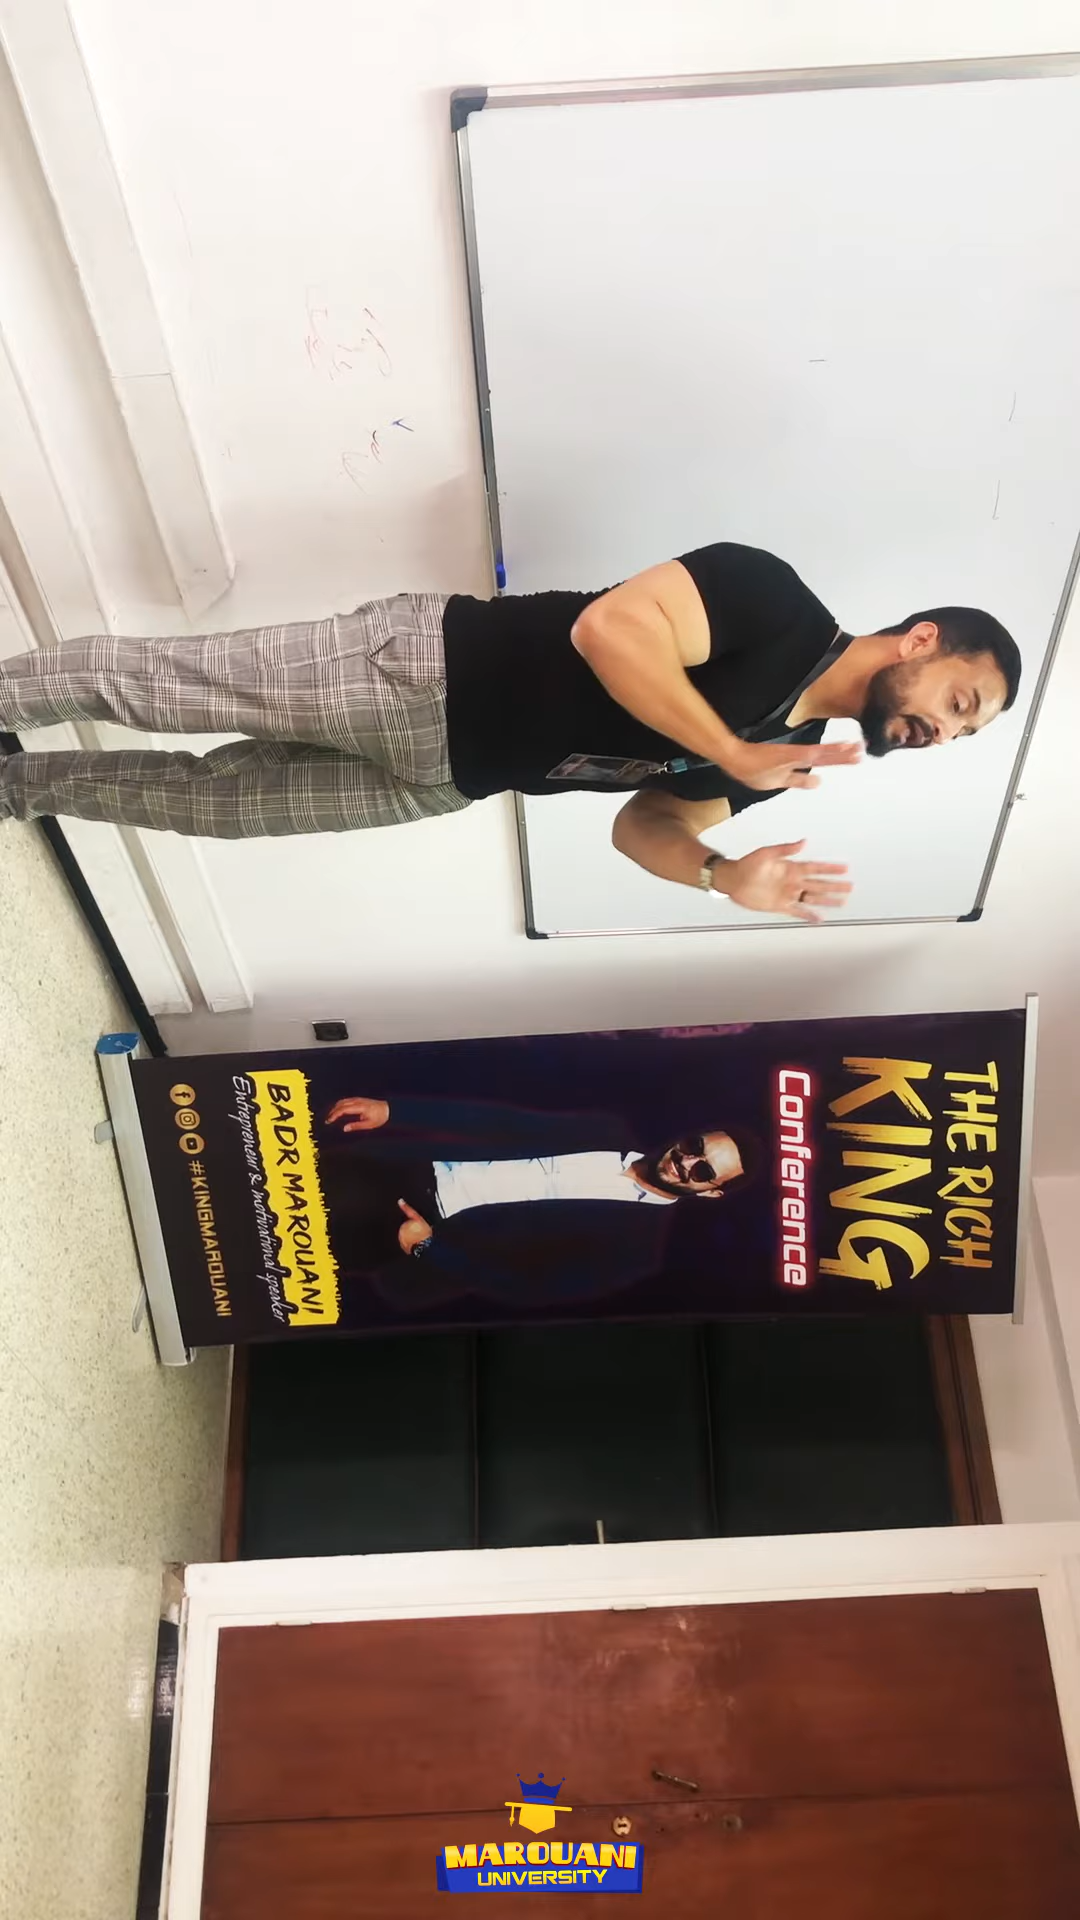 THE RICH
KING
Conference
BADR MAROUANI
Entrepreneur & motivational speaker
#KINGMAROUANI
MAROUANI
UNIVERSITY